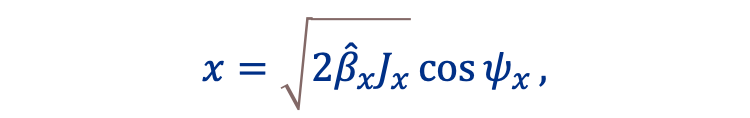 x = √2β̂ₓJₓ cos ψₓ ,